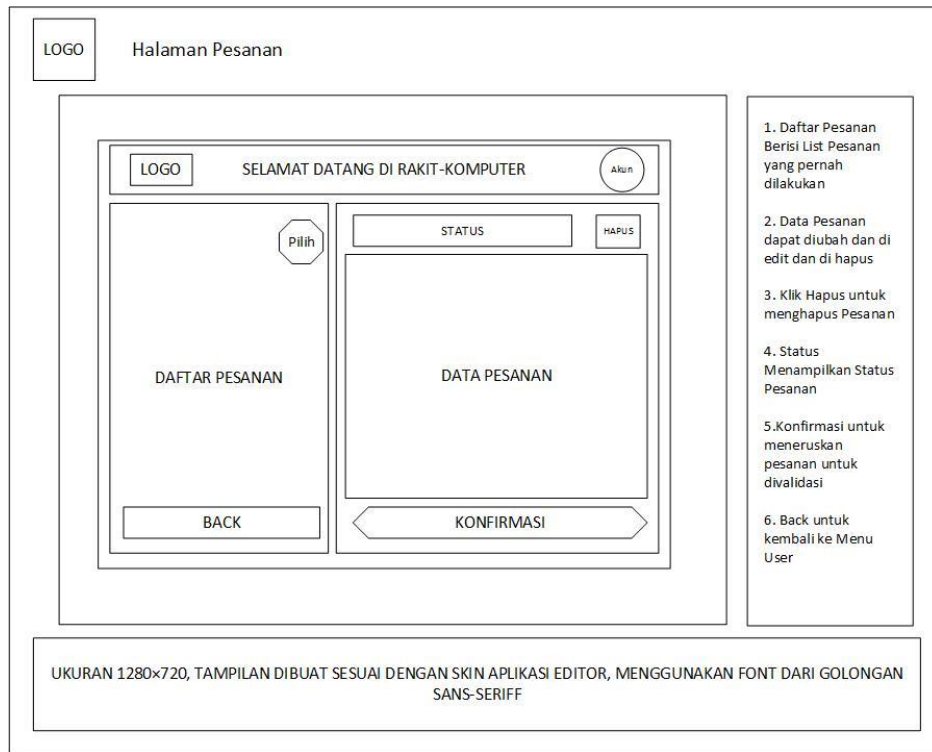 LOGO
Halaman Pesanan
LOGO
SELAMAT DATANG DI RAKIT-KOMPUTER
Akun
Pilih
DAFTAR PESANAN
BACK
STATUS
HAPUS
DATA PESANAN
KONFIRMASI
1. Daftar Pesanan
Berisi List Pesanan
yang pernah
dilakukan
2. Data Pesanan
dapat diubah dan di
edit dan di hapus
3. Klik Hapus untuk
menghapus Pesanan
4. Status
Menampilkan Status
Pesanan
5.Konfirmasi untuk
meneruskan
pesanan untuk
divalidasi
6. Back untuk
kembali ke Menu
User
UKURAN 1280×720, TAMPILAN DIBUAT SESUAI DENGAN SKIN APLIKASI EDITOR, MENGGUNAKAN FONT DARI GOLONGAN
SANS-SERIFF